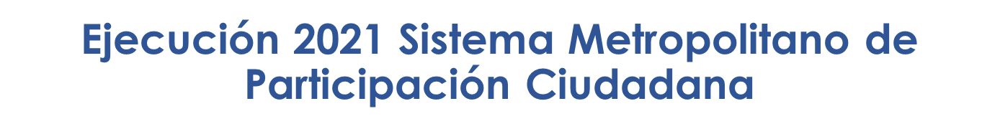 Ejecución 2021 Sistema Metropolitano de
Participación Ciudadana